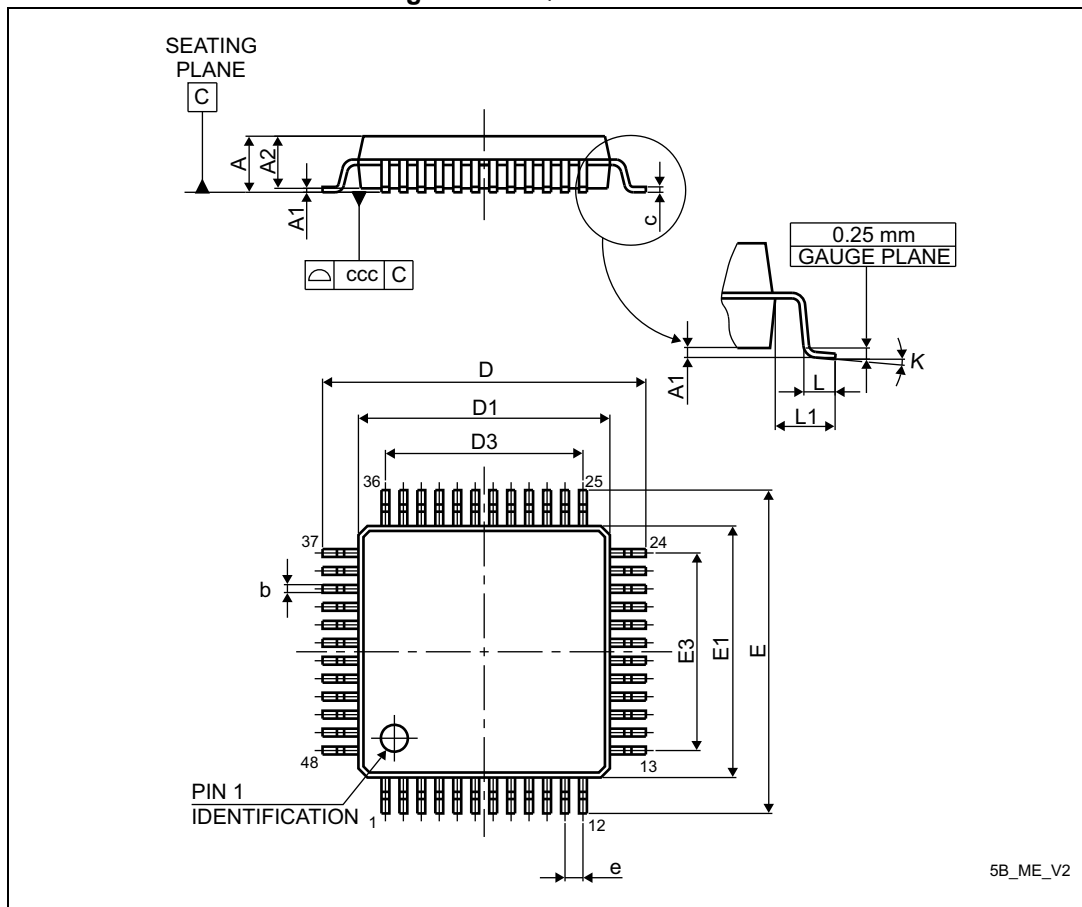 SEATING
PLANE
C
A
A2
A1
c
ccc C
0.25 mm
GAUGE PLANE
A1
K
L
L1
D
D1
D3
36
25
37
24
b
E3
E1
E
48
13
PIN 1
IDENTIFICATION
1
12
e
5B_ME_V2